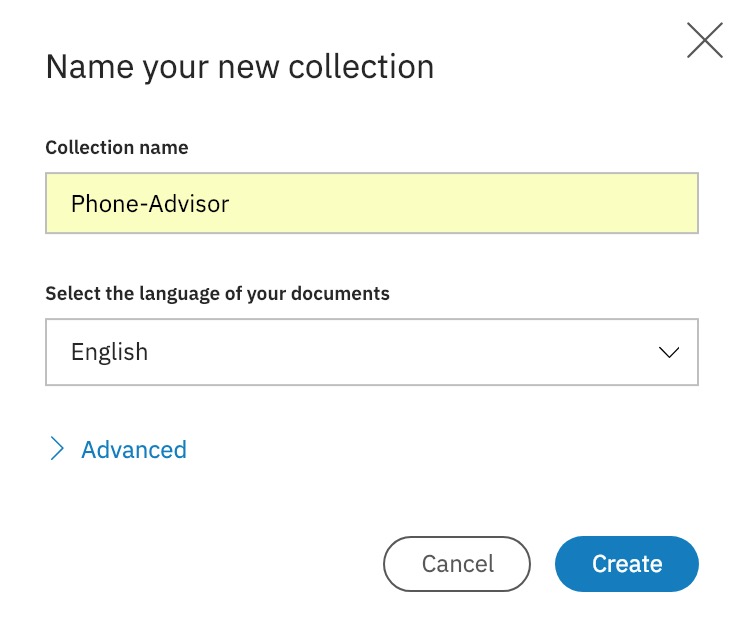 Name your new collection
Collection name
Phone-Advisor
Select the language of your documents
English
Advanced
Cancel
Create